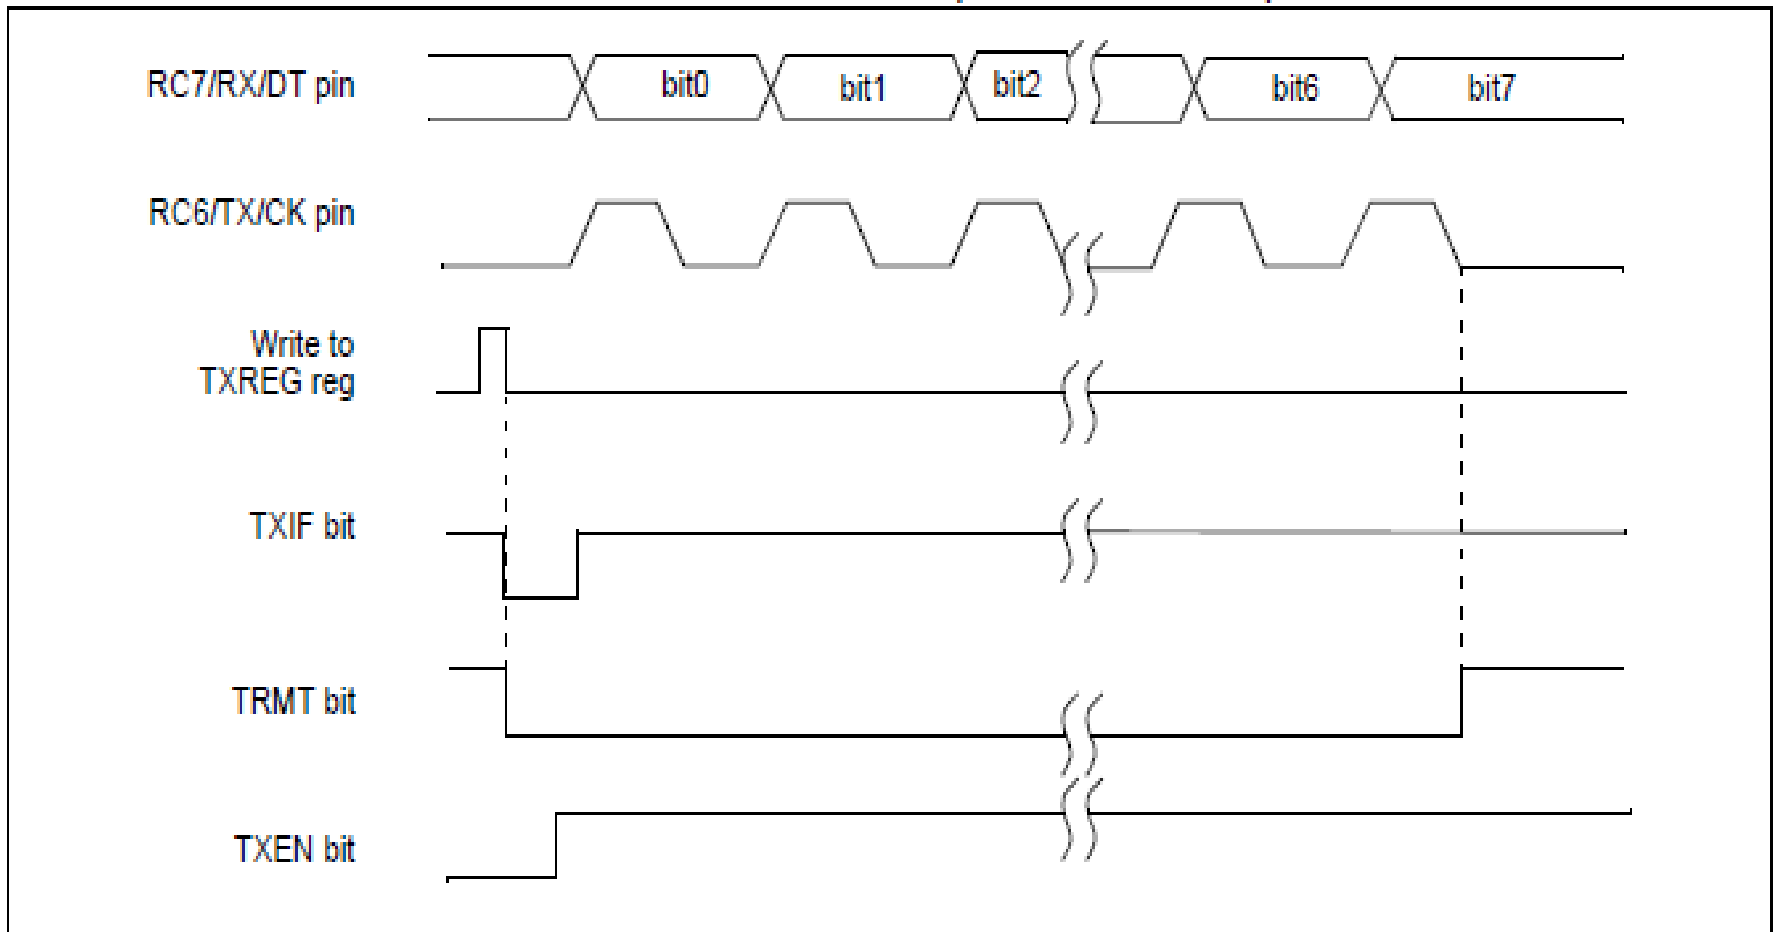 RC7/RX/DT pin
bit0
bit1
bit2
bit6
bit7
RC6/TX/CK pin
Write to
TXREG reg
TXIF bit
TRMT bit
TXEN bit